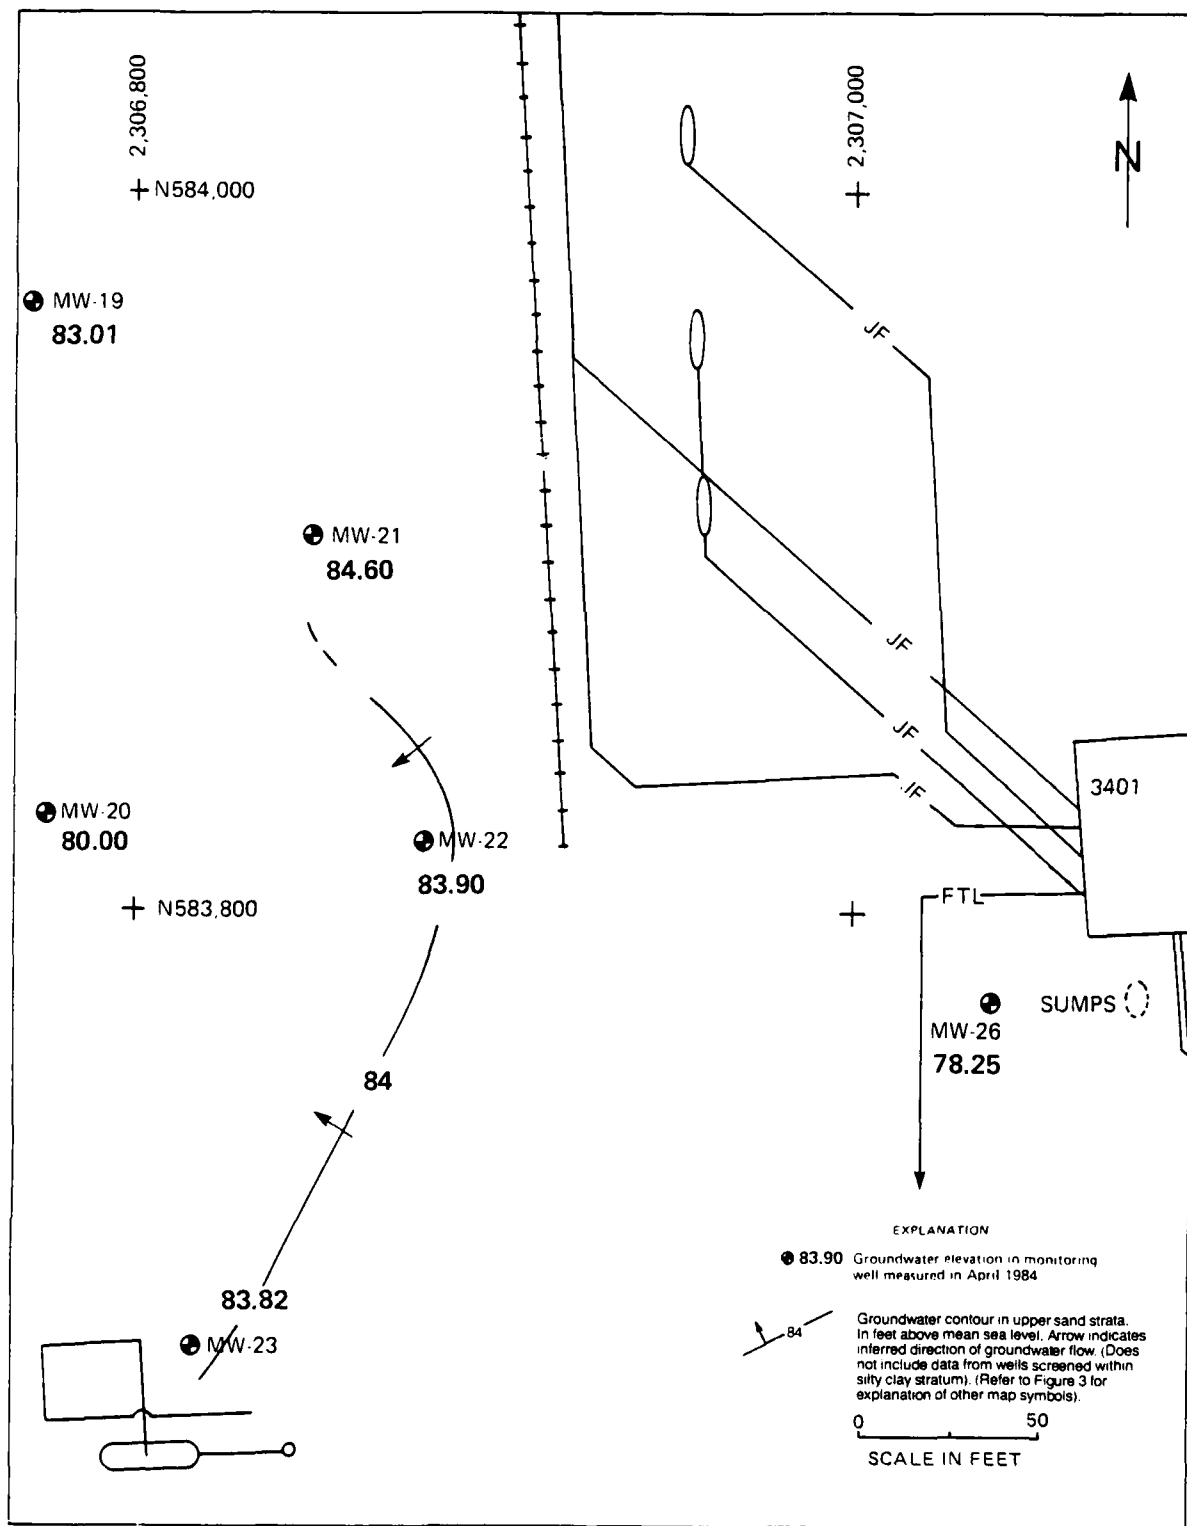 2,306,800
2,307,000
N584,000
N
MW-19
83.01
JF
MW-21
84.60
JF
JF
3401
JF
MW-20
80.00
MW-22
83.90
N583,800
FTL
SUMPS
MW-26
78.25
84
EXPLANATION
83.90 Groundwater elevation in monitoring
well measured in April 1984
83.82
MW-23
84
Groundwater contour in upper sand strata.
In feet above mean sea level. Arrow indicates
inferred direction of groundwater flow. (Does
not include data from wells screened within
silty clay stratum). (Refer to Figure 3 for
explanation of other map symbols).
0 50
SCALE IN FEET